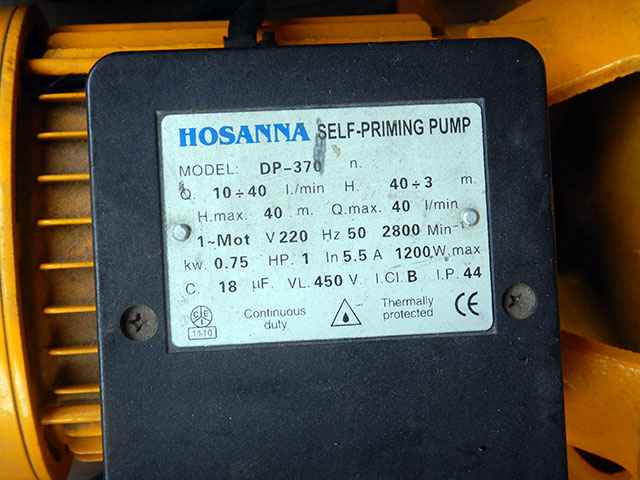 HOSANNA SELF-PRIMING PUMP
MODEL: DP-370 n.
Q. 10÷40 l./min H. 40÷3 m.
H.max. 40 m. Q.max. 40 l/min
1~Mot V 220 Hz 50 2800 Min⁻¹
kw. 0.75 HP. 1 In 5.5 A 1200 W.max
C. 18 µF. VL. 450 V. I.Cl. B I.P. 44
CE
1110
Continuous duty
Thermally protected
CE